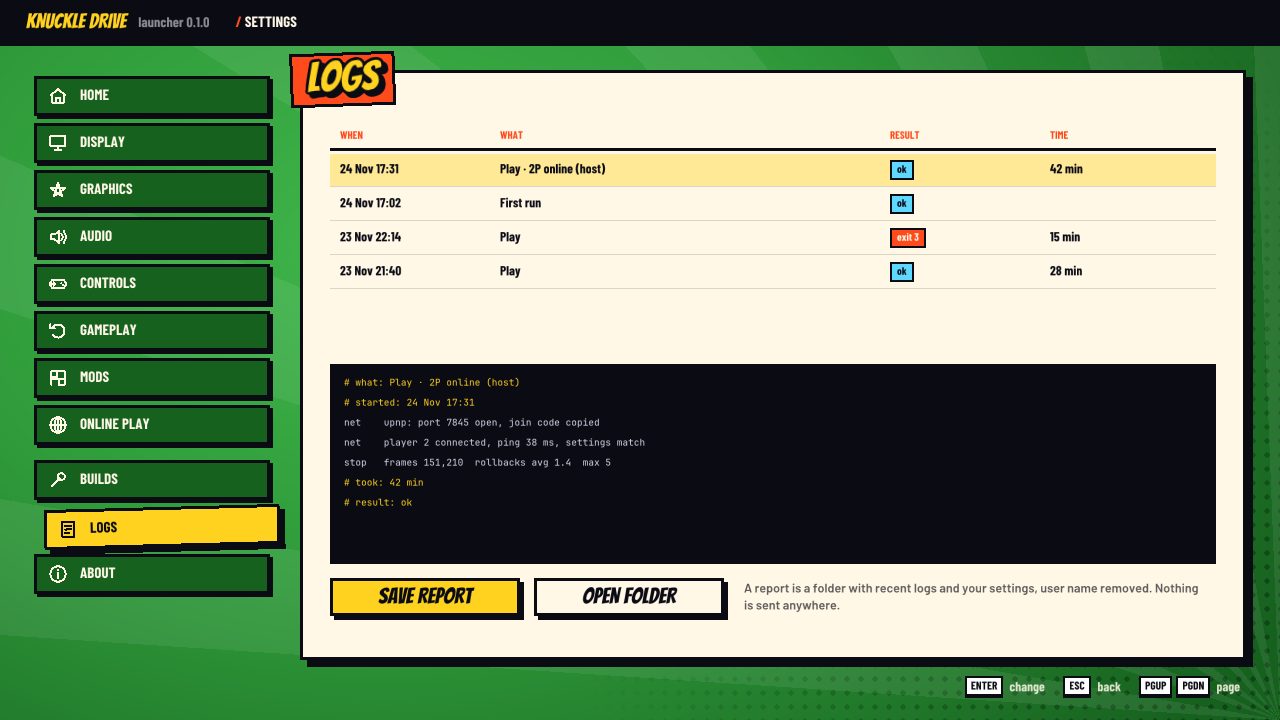 KNUCKLE DRIVE launcher 0.1.0 / SETTINGS
HOME
DISPLAY
GRAPHICS
AUDIO
CONTROLS
GAMEPLAY
MODS
ONLINE PLAY
BUILDS
LOGS
ABOUT
LOGS
WHEN WHAT RESULT TIME
24 Nov 17:31 Play · 2P online (host) ok 42 min
24 Nov 17:02 First run ok
23 Nov 22:14 Play exit 3 15 min
23 Nov 21:40 Play ok 28 min
# what: Play · 2P online (host)
# started: 24 Nov 17:31
net upnp: port 7845 open, join code copied
net player 2 connected, ping 38 ms, settings match
stop frames 151,210 rollbacks avg 1.4 max 5
# took: 42 min
# result: ok
SAVE REPORT
OPEN FOLDER
A report is a folder with recent logs and your settings, user name removed. Nothing
is sent anywhere.
ENTER change ESC back PGUP PGDN page